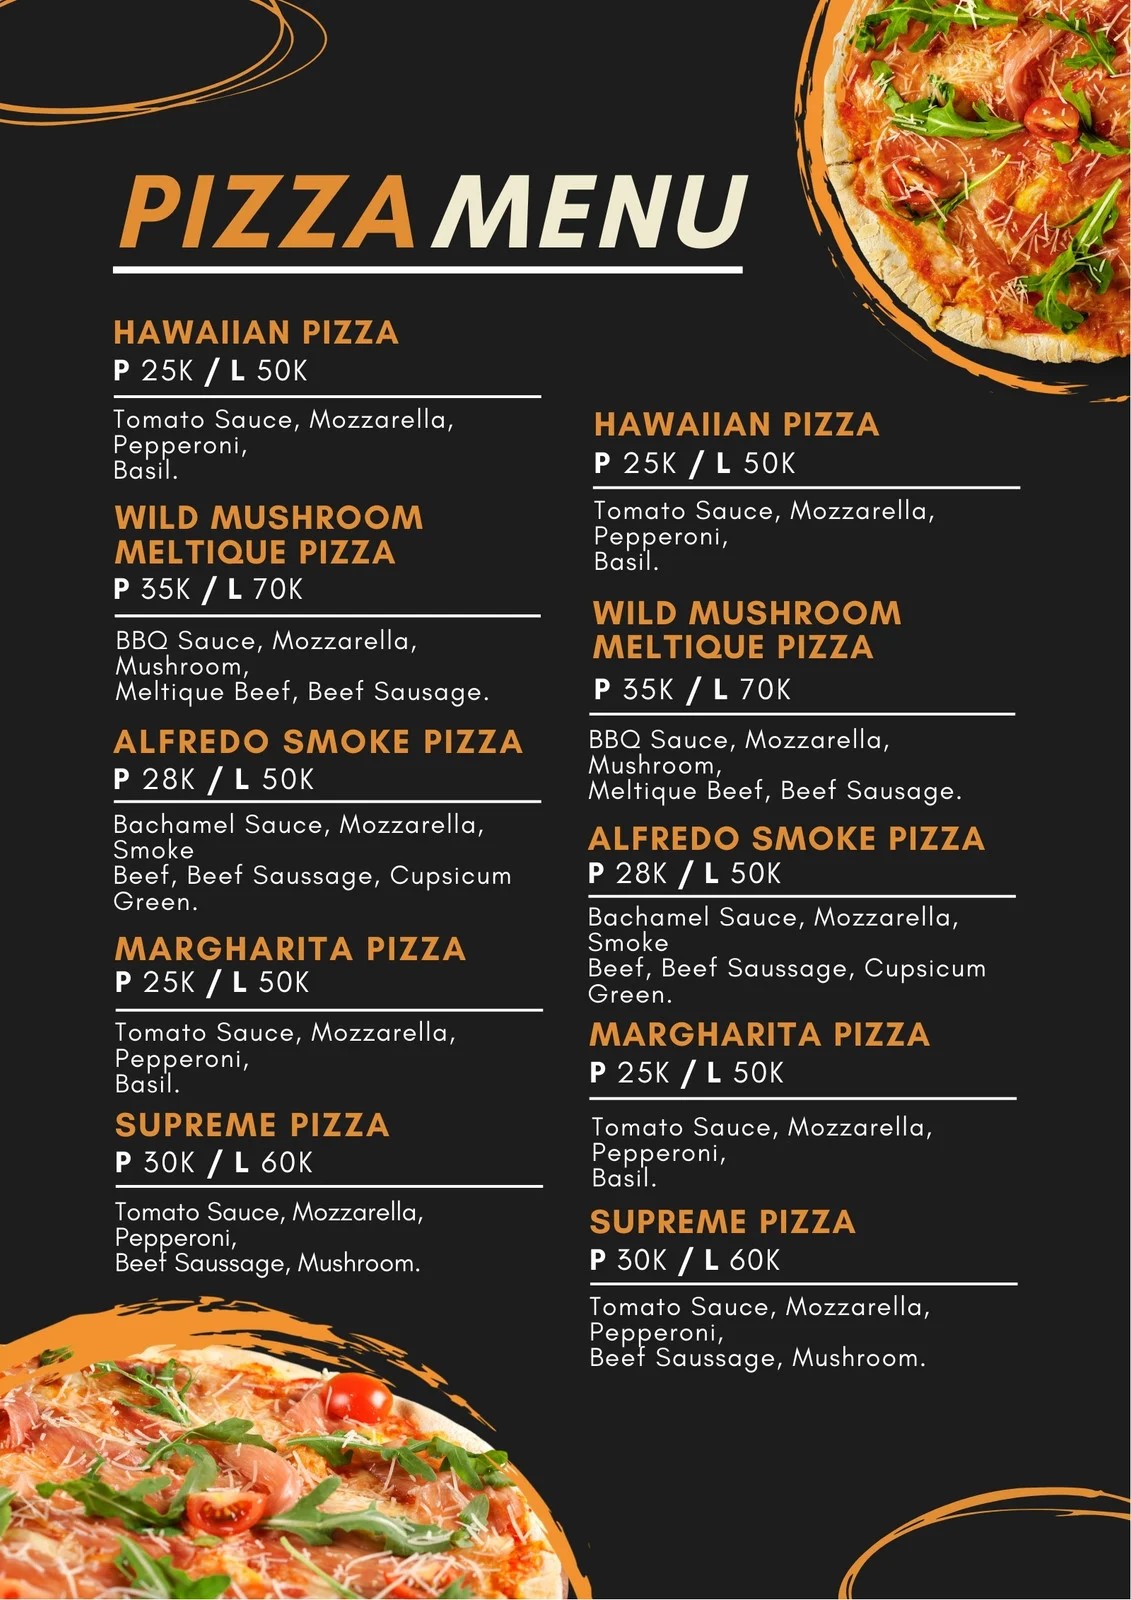 PIZZA MENU
HAWAIIAN PIZZA
P 25K / L 50K
Tomato Sauce, Mozzarella,
Pepperoni,
Basil.
WILD MUSHROOM
MELTIQUE PIZZA
P 35K / L 70K
BBQ Sauce, Mozzarella,
Mushroom,
Meltique Beef, Beef Sausage.
ALFREDO SMOKE PIZZA
P 28K / L 50K
Bachamel Sauce, Mozzarella,
Smoke
Beef, Beef Saussage, Cupsicum
Green.
MARGHARITA PIZZA
P 25K / L 50K
Tomato Sauce, Mozzarella,
Pepperoni,
Basil.
SUPREME PIZZA
P 30K / L 60K
Tomato Sauce, Mozzarella,
Pepperoni,
Beef Saussage, Mushroom.
HAWAIIAN PIZZA
P 25K / L 50K
Tomato Sauce, Mozzarella,
Pepperoni,
Basil.
WILD MUSHROOM
MELTIQUE PIZZA
P 35K / L 70K
BBQ Sauce, Mozzarella,
Mushroom,
Meltique Beef, Beef Sausage.
ALFREDO SMOKE PIZZA
P 28K / L 50K
Bachamel Sauce, Mozzarella,
Smoke
Beef, Beef Saussage, Cupsicum
Green.
MARGHARITA PIZZA
P 25K / L 50K
Tomato Sauce, Mozzarella,
Pepperoni,
Basil.
SUPREME PIZZA
P 30K / L 60K
Tomato Sauce, Mozzarella,
Pepperoni,
Beef Saussage, Mushroom.